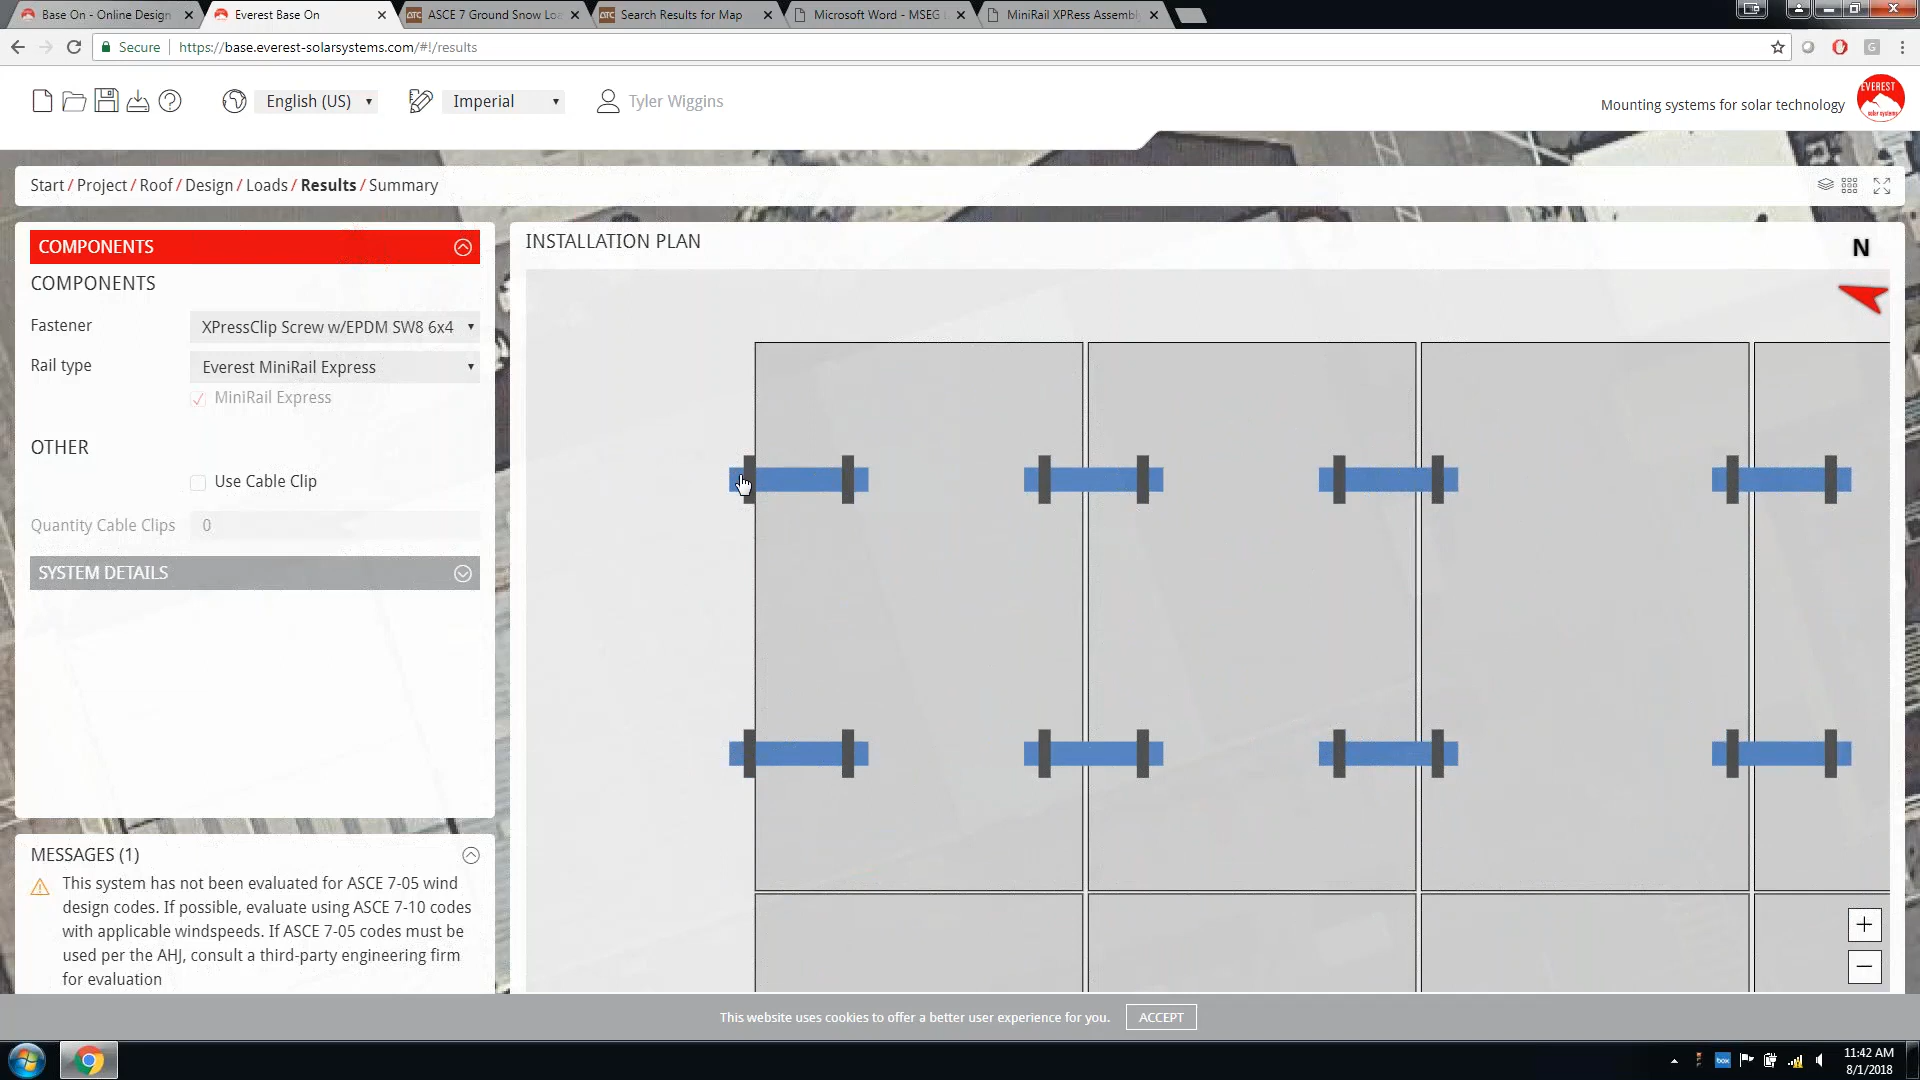 Base On - Online Design
Everest Base On
ASCE 7 Ground Snow Loa
Search Results for Map
Microsoft Word - MSEG L
MiniRail XPRess Assembl
Secure
https://base.everest-solarsystems.com/#!/results
English (US)
Imperial
Tyler Wiggins
Mounting systems for solar technology
EVEREST
solar systems
Start / Project / Roof / Design / Loads / Results / Summary
COMPONENTS
COMPONENTS
Fastener
XPressClip Screw w/EPDM SW8 6x4
Rail type
Everest MiniRail Express
MiniRail Express
OTHER
Use Cable Clip
Quantity Cable Clips
0
SYSTEM DETAILS
MESSAGES (1)
This system has not been evaluated for ASCE 7-05 wind
design codes. If possible, evaluate using ASCE 7-10 codes
with applicable windspeeds. If ASCE 7-05 codes must be
used per the AHJ, consult a third-party engineering firm
for evaluation
INSTALLATION PLAN
N
This website uses cookies to offer a better user experience for you.
ACCEPT
box
11:42 AM
8/1/2018